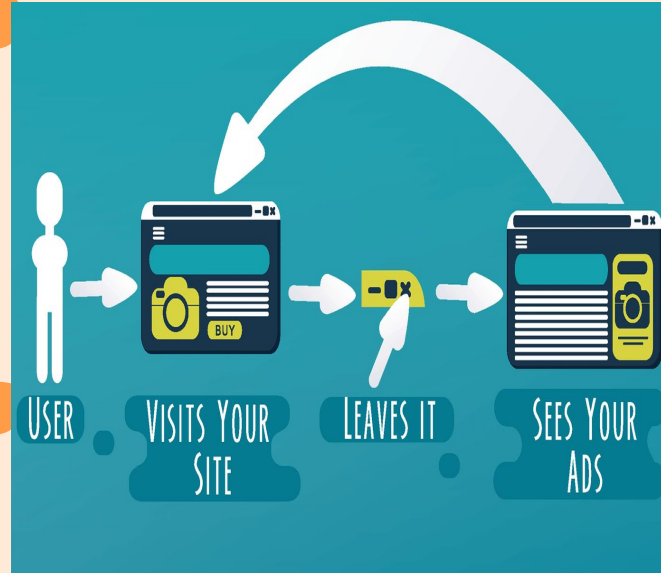 BUY
USER
VISITS YOUR
SITE
LEAVES IT
SEES YOUR
ADS